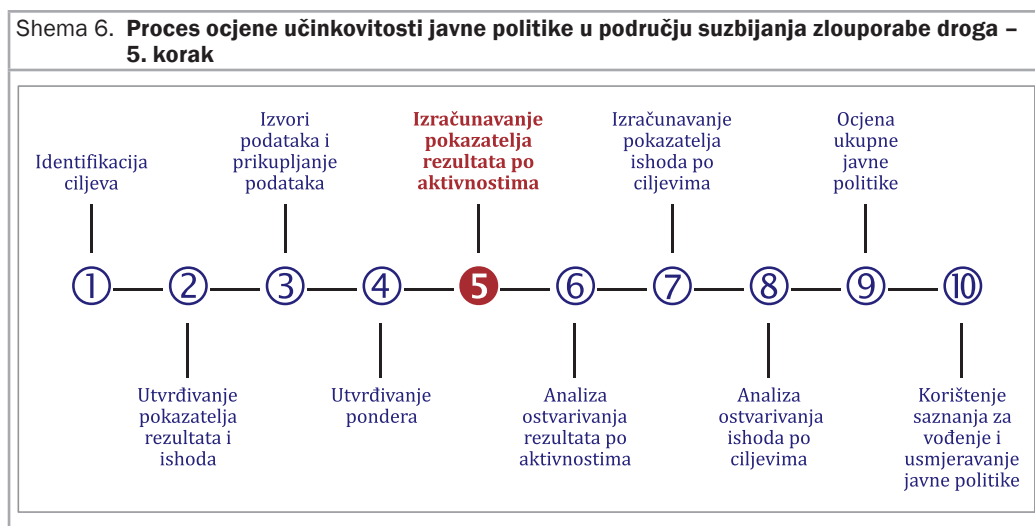 Shema 6. Proces ocjene učinkovitosti javne politike u području suzbijanja zlouporabe droga –
5. korak
Identifikacija
ciljeva
Izvori
podataka i
prikupljanje
podataka
Izračunavanje
pokazatelja
rezultata po
aktivnostima
Izračunavanje
pokazatelja
ishoda po
ciljevima
Ocjena
ukupne
javne
politike
1
2
3
4
5
6
7
8
9
10
Utvrđivanje
pokazatelja
rezultata i
ishoda
Utvrđivanje
pondera
Analiza
ostvarivanja
rezultata po
aktivnostima
Analiza
ostvarivanja
ishoda po
ciljevima
Korištenje
saznanja za
vođenje i
usmjeravanje
javne politike